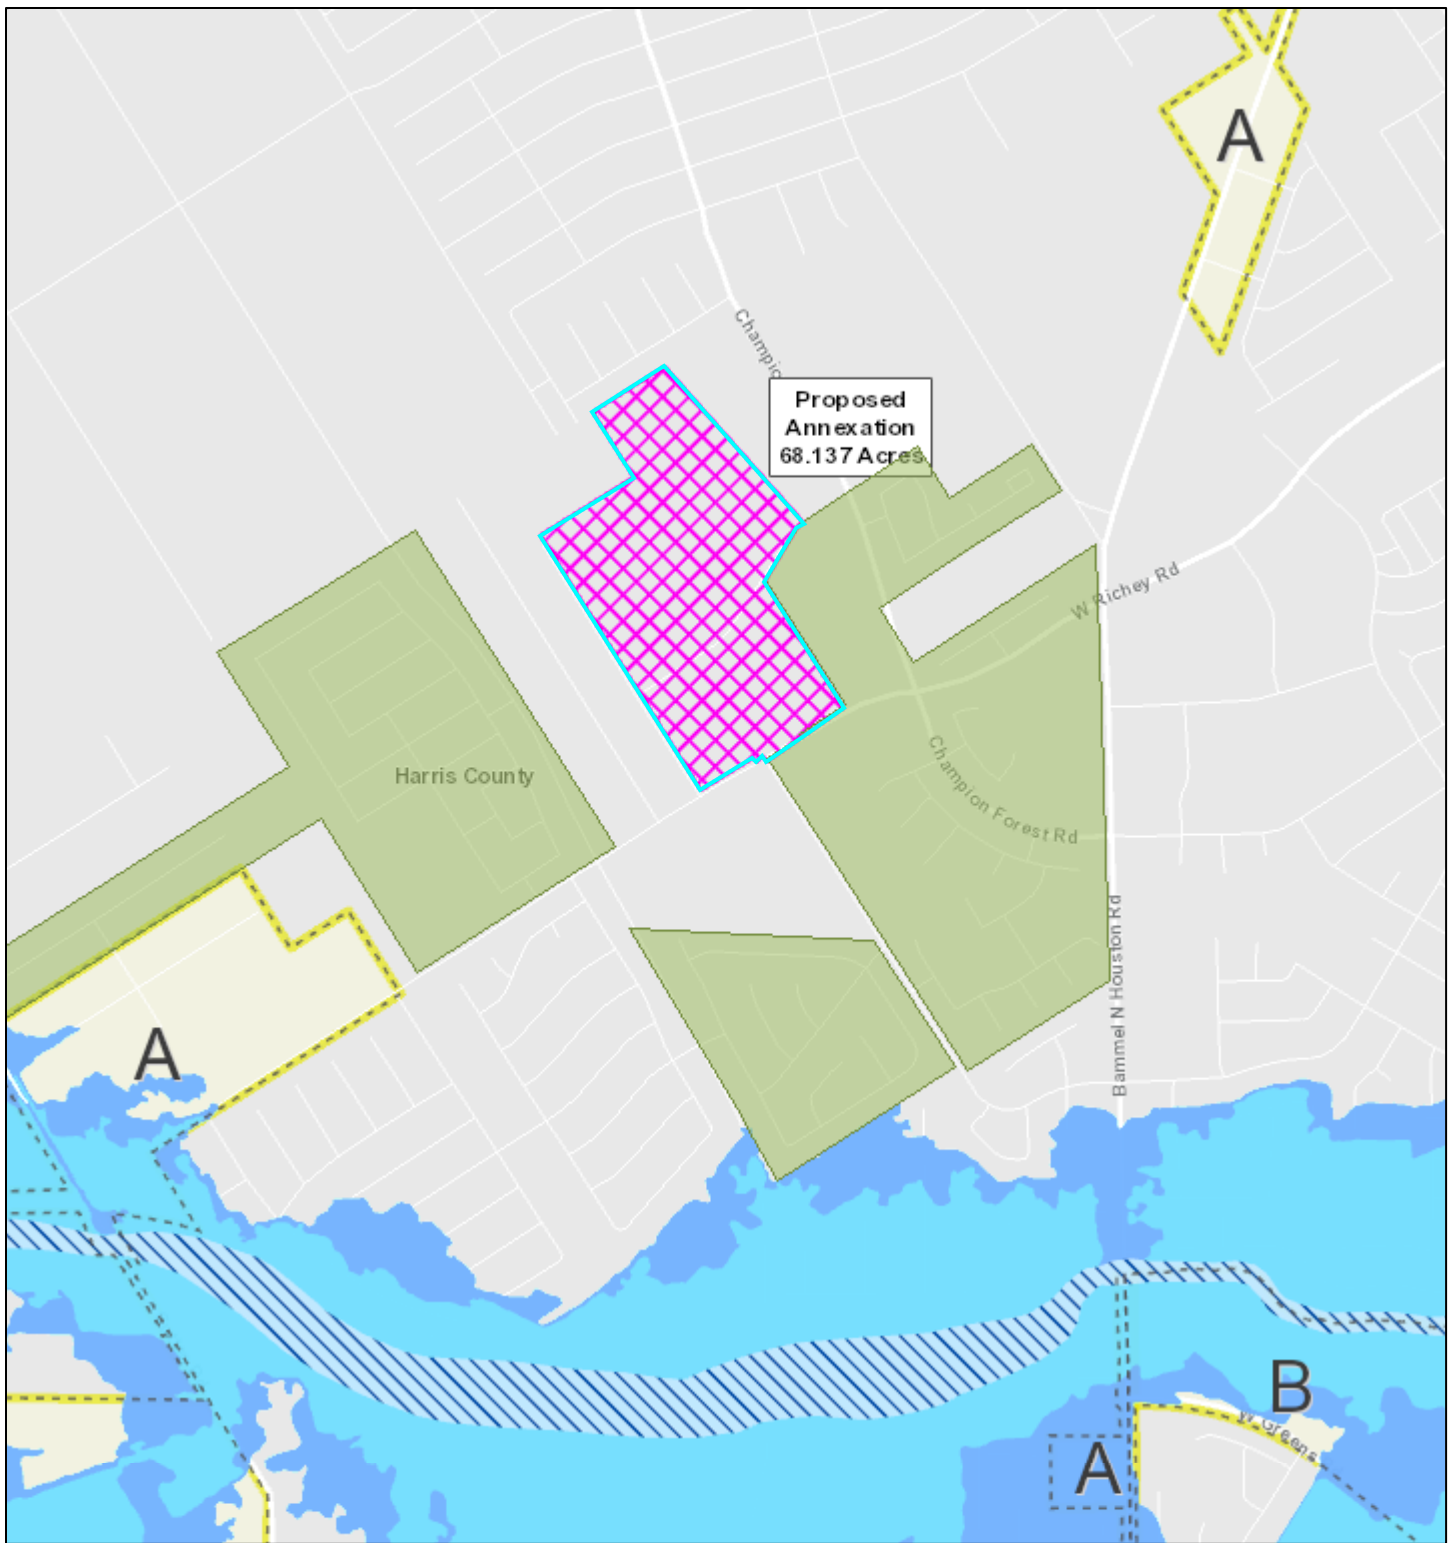 A
Champio
Proposed
Annexation
68.137 Acres
W Richey Rd
Harris County
Champion Forest Rd
Bammel N Houston Rd
A
B
W Greens
A